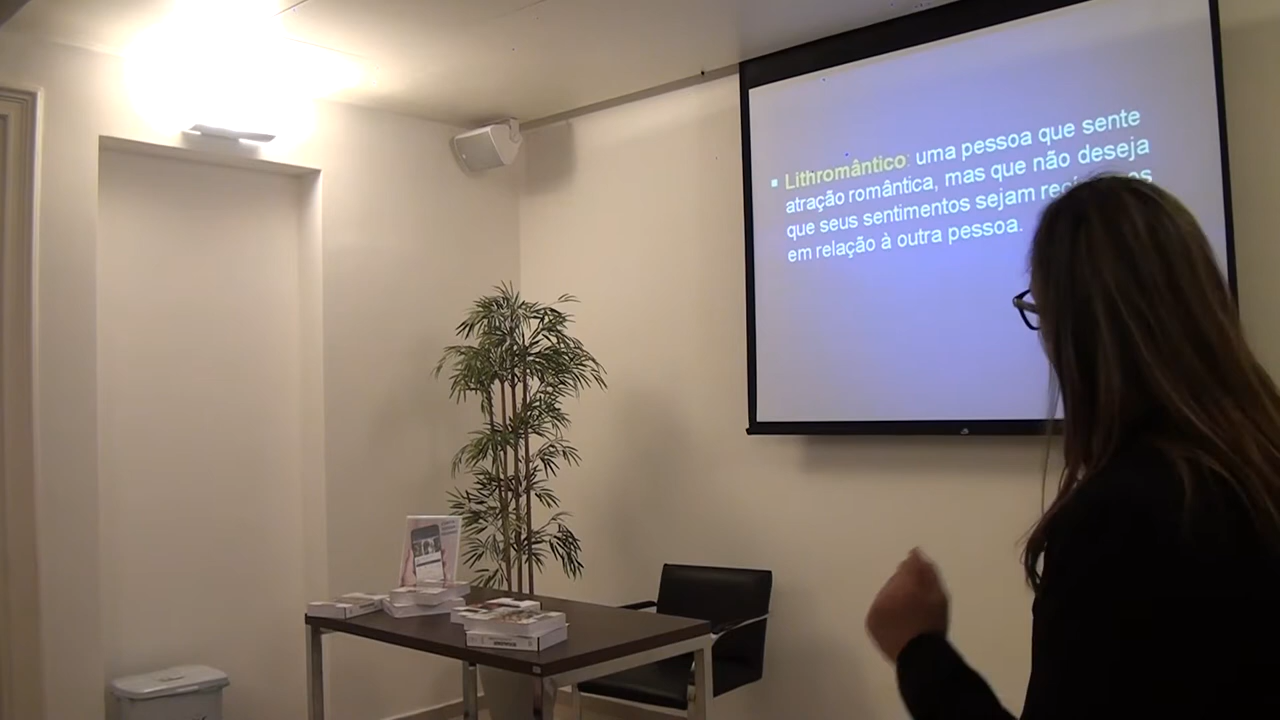 Lithromântico: uma pessoa que sente
atração romântica, mas que não deseja
que seus sentimentos sejam
em relação à outra pessoa.